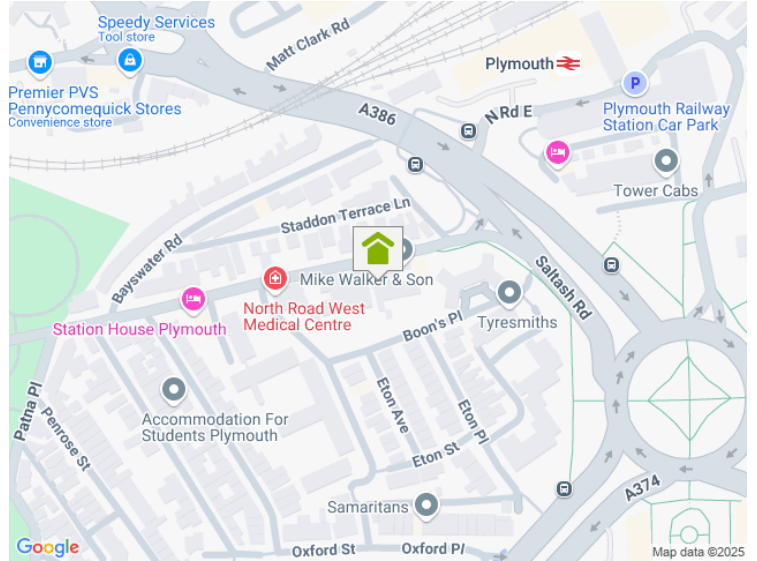 Speedy Services
Tool store
Matt Clark Rd
Premier PVS
Pennycomequick Stores
Convenience store
Plymouth
P
Plymouth Railway
Station Car Park
N Rd E
A386
Tower Cabs
Staddon Terrace Ln
Bayswater Rd
Mike Walker & Son
Saltash Rd
North Road West
Medical Centre
Station House Plymouth
Boon's Pl
Tyresmiths
Patna Pl
Penrose St
Accommodation For
Students Plymouth
Eton Ave
Eton Pl
Eton St
A374
Samaritans
Oxford St
Oxford Pl
Google
Map data ©2025